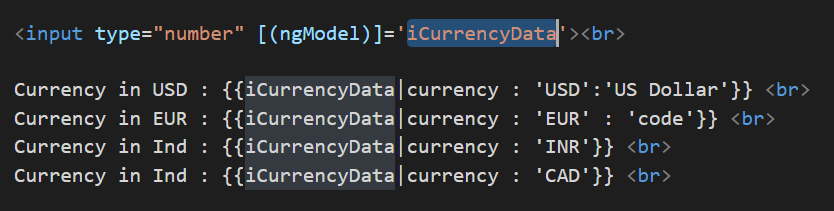 <input type="number" [(ngModel)]='iCurrencyData'><br>
Currency in USD : {{iCurrencyData|currency : 'USD':'US Dollar'}} <br>
Currency in EUR : {{iCurrencyData|currency : 'EUR' : 'code'}} <br>
Currency in Ind : {{iCurrencyData|currency : 'INR'}} <br>
Currency in Ind : {{iCurrencyData|currency : 'CAD'}} <br>